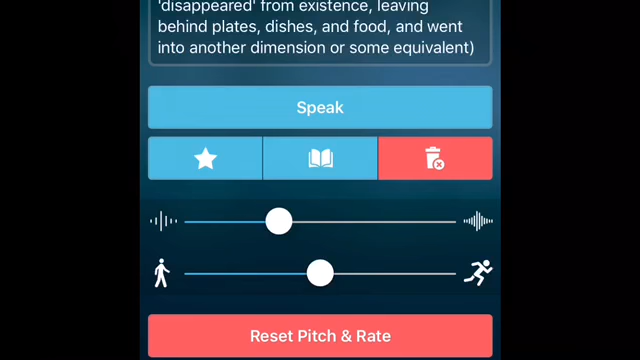 'disappeared' from existence, leaving
behind plates, dishes, and food, and went
into another dimension or some equivalent)
Speak
Reset Pitch & Rate